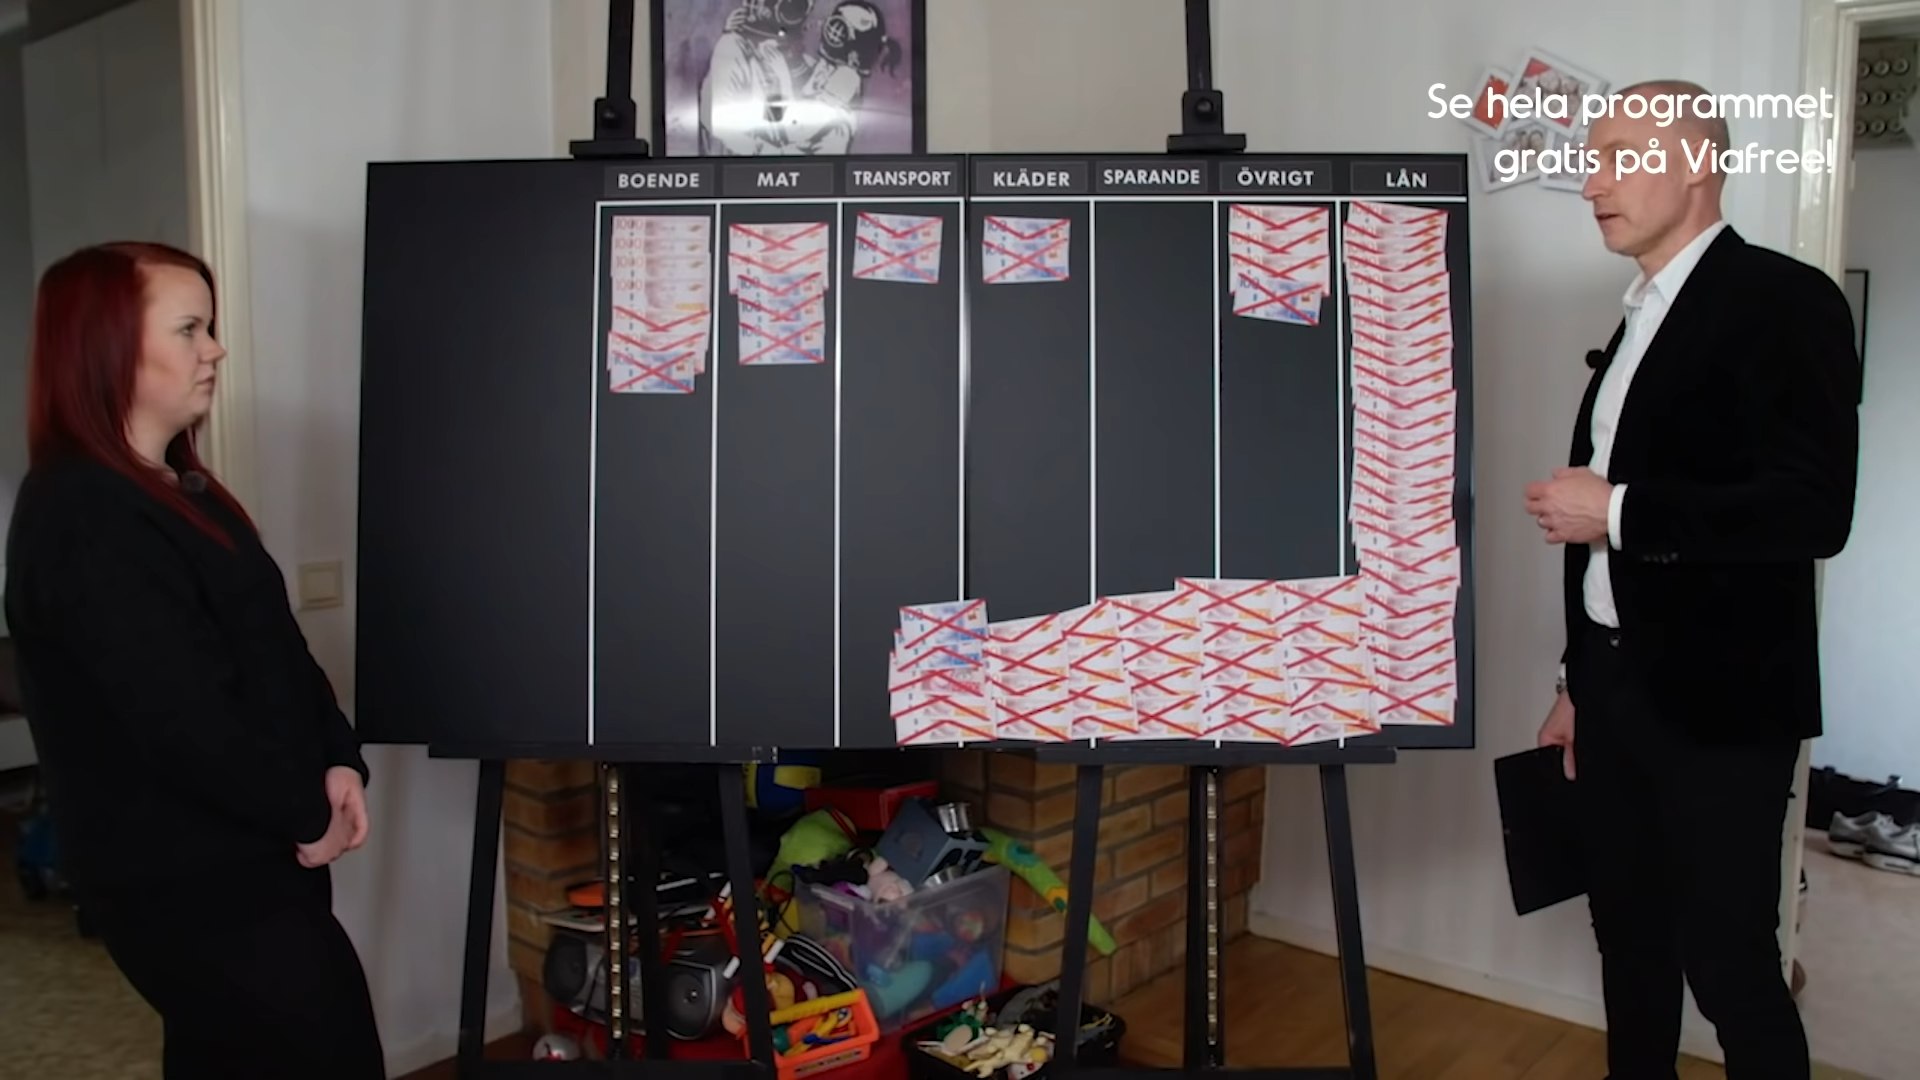 Se hela programmet
gratis på Viafree!
BOENDE
MAT
TRANSPORT
KLÄDER
SPARANDE
ÖVRIGT
LÅN